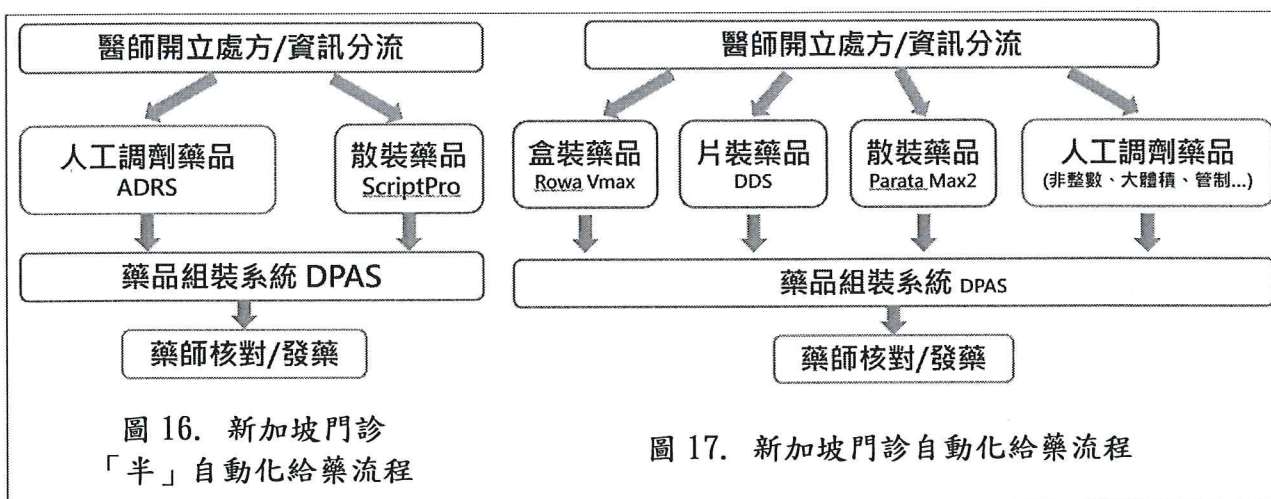 醫師開立處方/資訊分流
人工調劑藥品
ADRS
散裝藥品
ScriptPro
藥品組裝系統 DPAS
藥師核對/發藥
圖 16. 新加坡門診
「半」自動化給藥流程
醫師開立處方/資訊分流
盒裝藥品
Rowa Vmax
片裝藥品
DDS
散裝藥品
Parata Max2
人工調劑藥品
(非整數、大體積、管制...)
藥品組裝系統 DPAS
藥師核對/發藥
圖 17. 新加坡門診自動化給藥流程